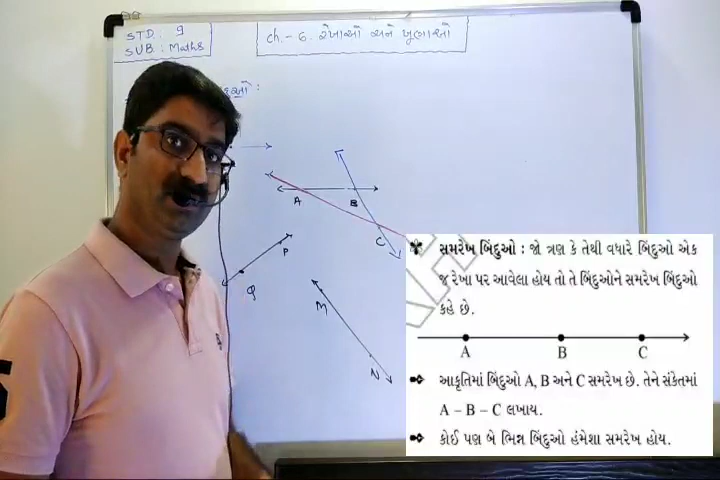 STD: 9
SUB: Maths
ch.-6. રેખાઓ અને ખૂણાઓ
A
B
C
P
Q
M
N
સમરેખ બિંદુઓ : જો ત્રણ કે તેથી વધારે બિંદુઓ એક
જ રેખા પર આવેલા હોય તો તે બિંદુઓને સમરેખ બિંદુઓ
કહે છે.
A B C
આકૃતિમાં બિંદુઓ A, B અને C સમરેખ છે. તેને સંકેતમાં
A – B – C લખાય.
કોઈ પણ બે ભિન્ન બિંદુઓ હંમેશા સમરેખ હોય.